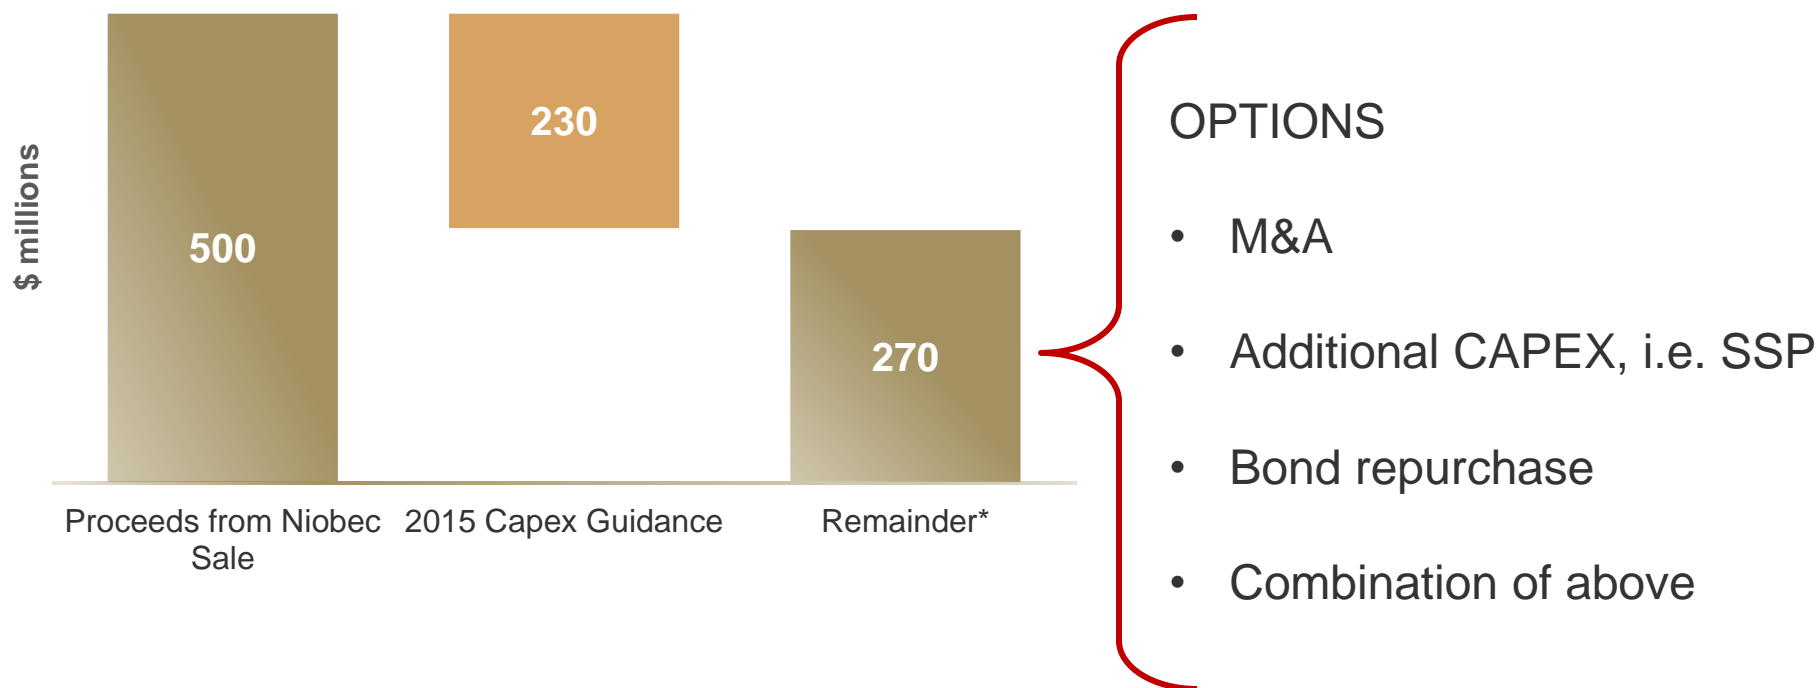 $ millions
500
230
270
Proceeds from Niobec
Sale
2015 Capex Guidance
Remainder*
OPTIONS
• M&A
• Additional CAPEX, i.e. SSP
• Bond repurchase
• Combination of above